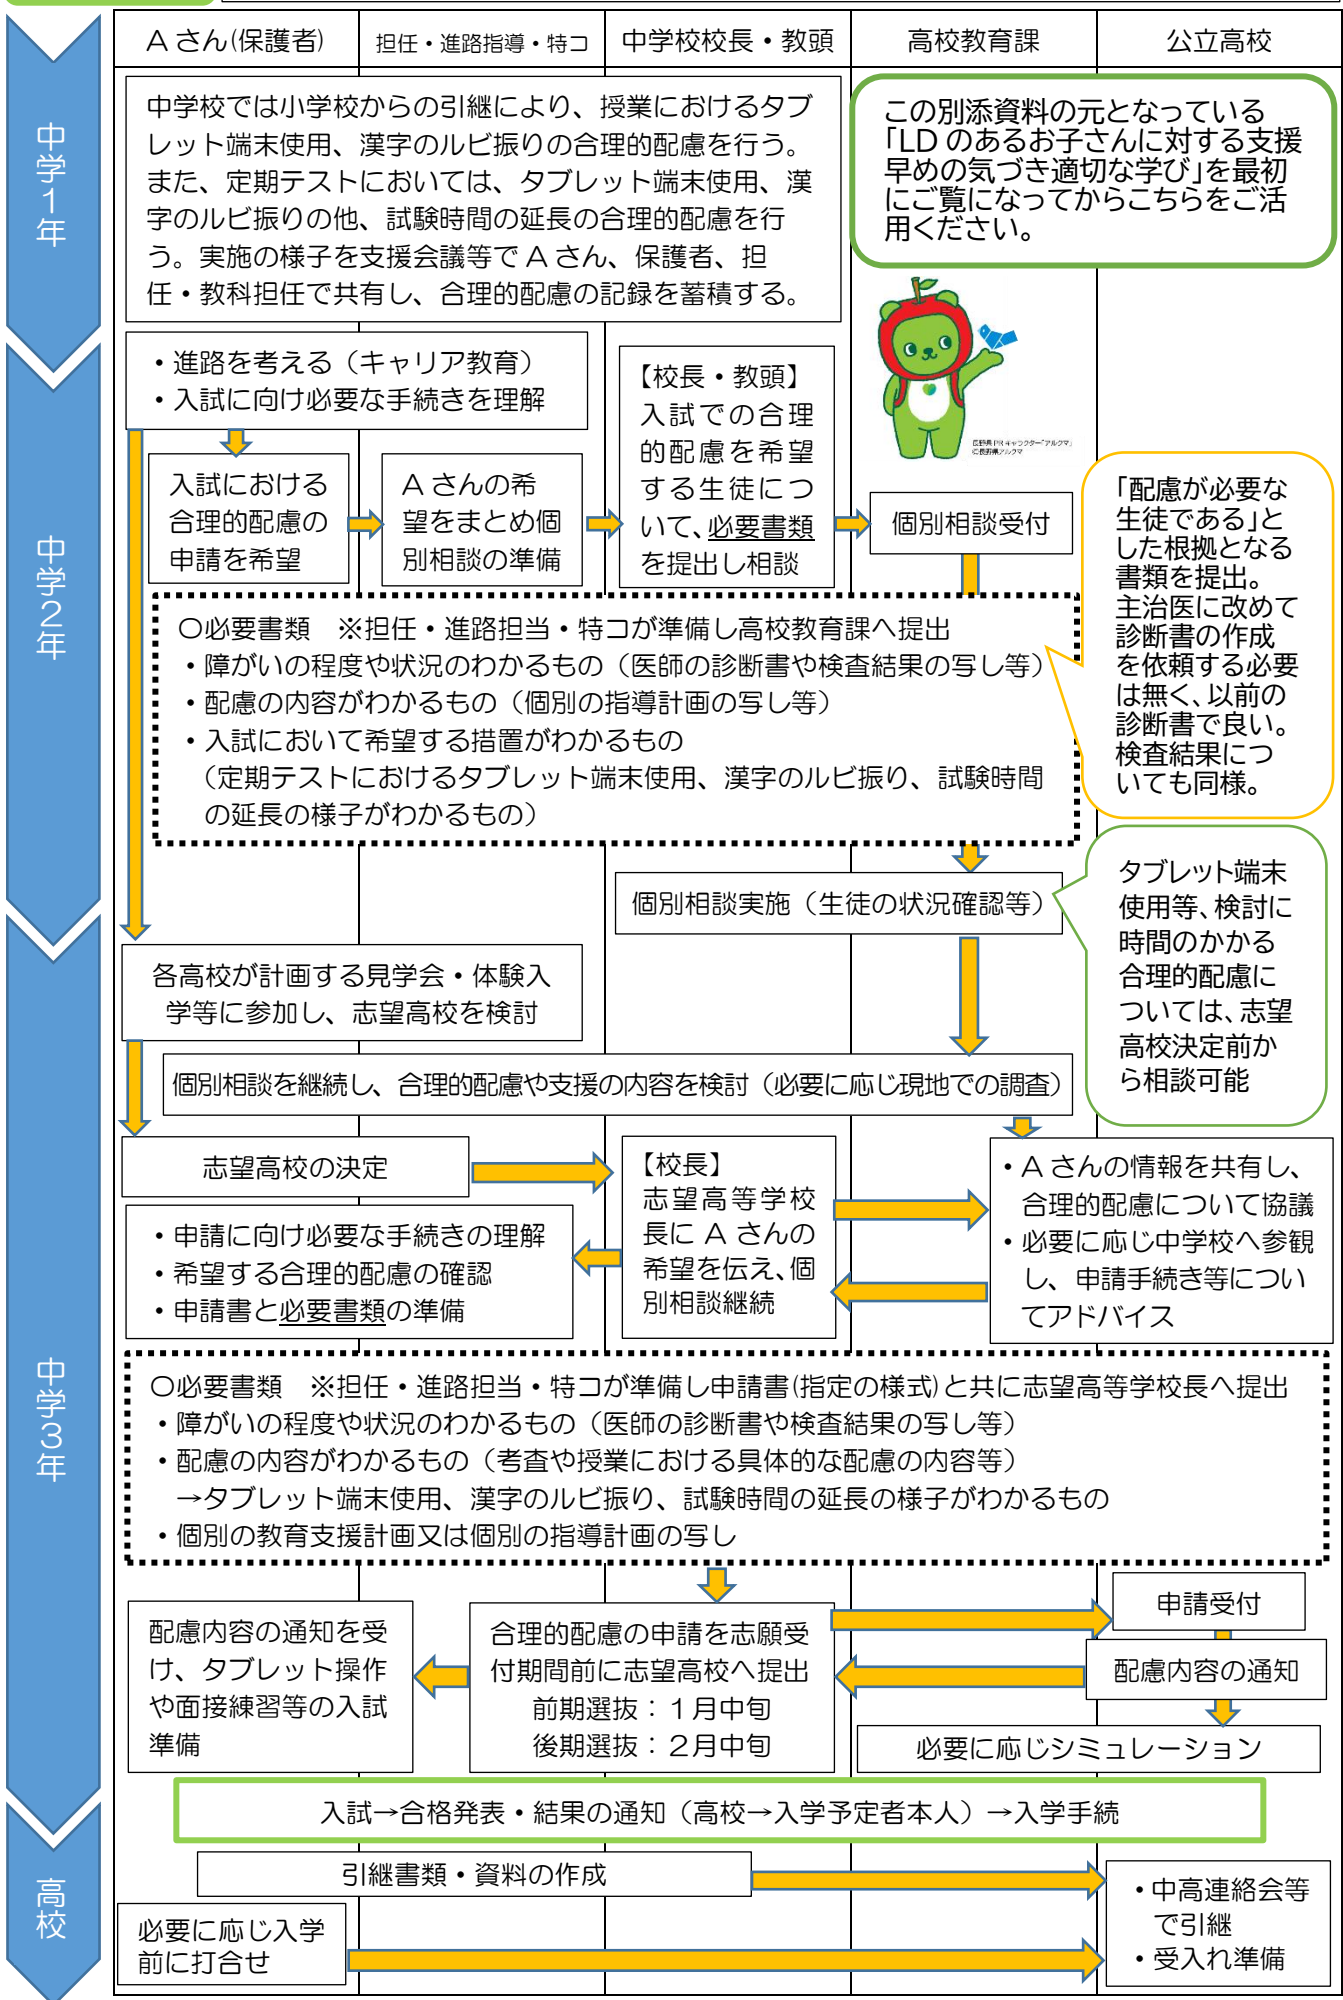 Aさん(保護者)
担任・進路指導・特コ
中学校校長・教頭
高校教育課
公立高校
中学1年
中学校では小学校からの引継により、授業におけるタブ
レット端末使用、漢字のルビ振りの合理的配慮を行う。
また、定期テストにおいては、タブレット端末使用、漢
字のルビ振りの他、試験時間の延長の合理的配慮を行
う。実施の様子を支援会議等でAさん、保護者、担
任・教科担任で共有し、合理的配慮の記録を蓄積する。
この別添資料の元となっている
「LDのあるお子さんに対する支援
早めの気づき適切な学び」を最初
にご覧になってからこちらをご活
用ください。
長野県PRキャラクター「アルクマ」
©長野県アルクマ
中学2年
・進路を考える（キャリア教育）
・入試に向け必要な手続きを理解
入試における
合理的配慮の
申請を希望
Aさんの希
望をまとめ個
別相談の準備
【校長・教頭】
入試での合理
的配慮を希望
する生徒につ
いて、必要書類
を提出し相談
個別相談受付
「配慮が必要な
生徒である」と
した根拠となる
書類を提出。
主治医に改めて
診断書の作成
を依頼する必要
は無く、以前の
診断書で良い。
検査結果につ
いても同様。
〇必要書類　※担任・進路担当・特コが準備し高校教育課へ提出
・障がいの程度や状況のわかるもの（医師の診断書や検査結果の写し等）
・配慮の内容がわかるもの（個別の指導計画の写し等）
・入試において希望する措置がわかるもの
（定期テストにおけるタブレット端末使用、漢字のルビ振り、試験時間
の延長の様子がわかるもの）
個別相談実施（生徒の状況確認等）
タブレット端末
使用等、検討に
時間のかかる
合理的配慮に
ついては、志望
高校決定前か
ら相談可能
中学3年
各高校が計画する見学会・体験入
学等に参加し、志望高校を検討
個別相談を継続し、合理的配慮や支援の内容を検討（必要に応じ現地での調査）
志望高校の決定
【校長】
志望高等学校
長にAさんの
希望を伝え、個
別相談継続
・Aさんの情報を共有し、
合理的配慮について協議
・必要に応じ中学校へ参観
し、申請手続き等につい
てアドバイス
・申請に向け必要な手続きの理解
・希望する合理的配慮の確認
・申請書と必要書類の準備
〇必要書類　※担任・進路担当・特コが準備し申請書(指定の様式)と共に志望高等学校長へ提出
・障がいの程度や状況のわかるもの（医師の診断書や検査結果の写し等）
・配慮の内容がわかるもの（考査や授業における具体的な配慮の内容等）
→タブレット端末使用、漢字のルビ振り、試験時間の延長の様子がわかるもの
・個別の教育支援計画又は個別の指導計画の写し
配慮内容の通知を受
け、タブレット操作
や面接練習等の入試
準備
合理的配慮の申請を志願受
付期間前に志望高校へ提出
前期選抜：１月中旬
後期選抜：２月中旬
申請受付
配慮内容の通知
必要に応じシミュレーション
入試→合格発表・結果の通知（高校→入学予定者本人）→入学手続
高校
引継書類・資料の作成
必要に応じ入学
前に打合せ
・中高連絡会等
で引継
・受入れ準備